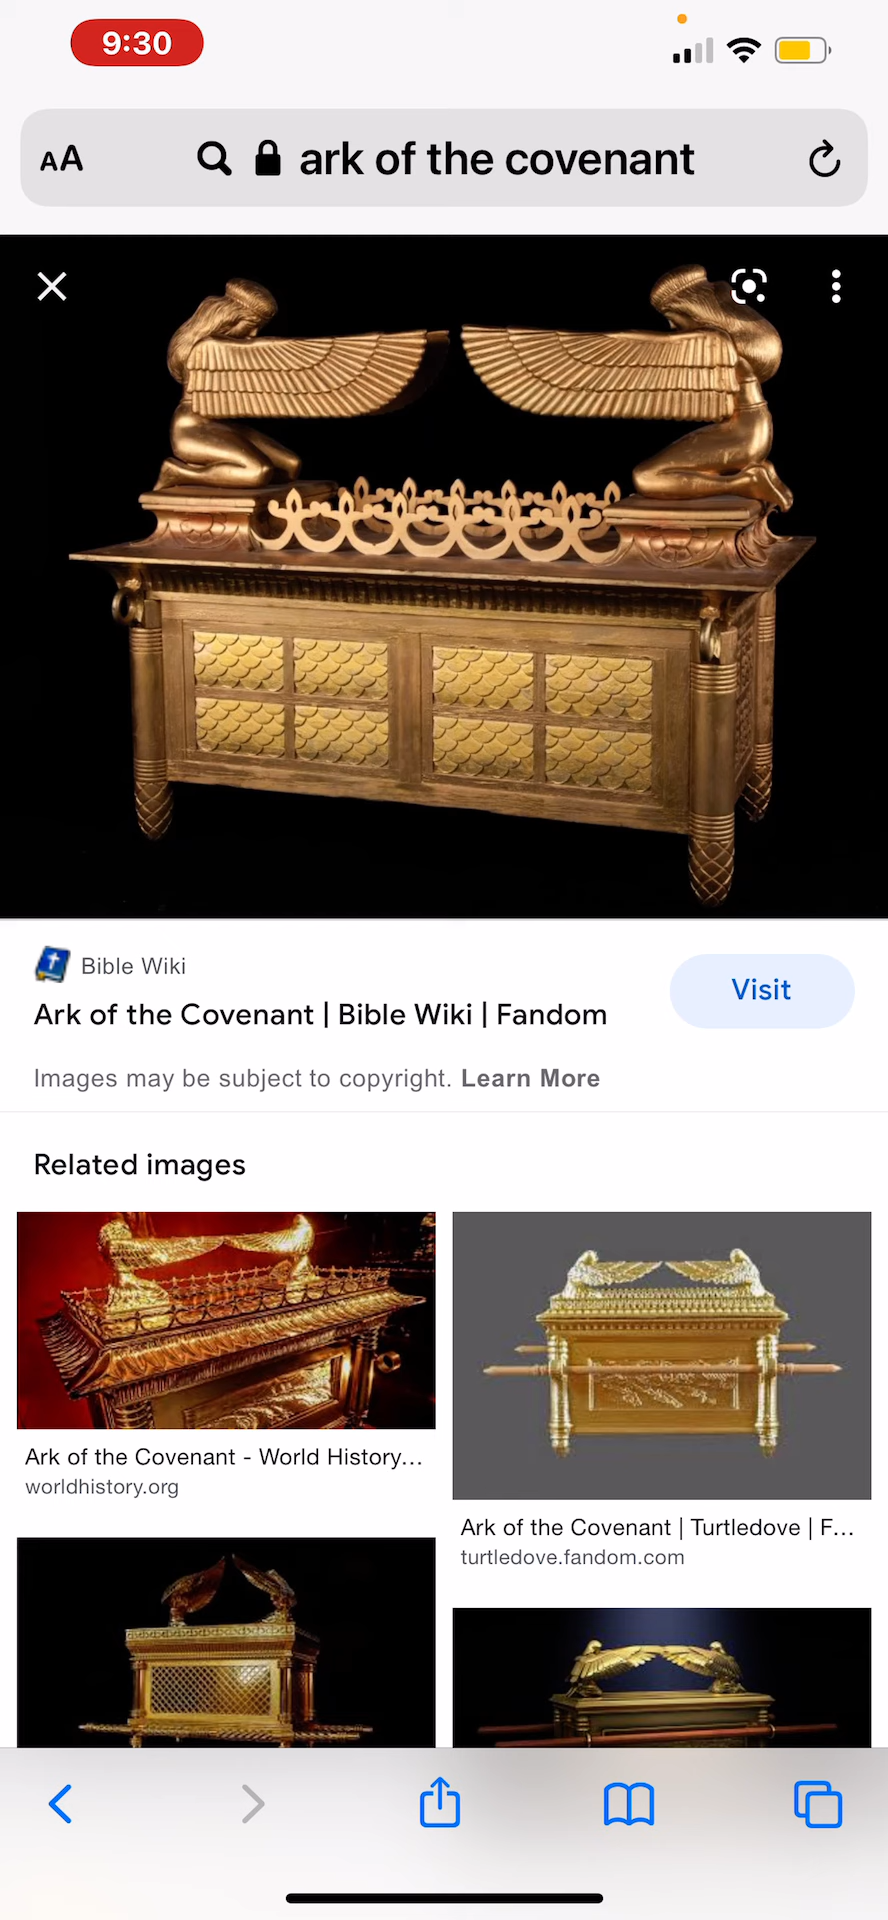 9:30
AA ark of the covenant
Bible Wiki
Ark of the Covenant | Bible Wiki | Fandom
Visit
Images may be subject to copyright. Learn More
Related images
Ark of the Covenant - World History...
worldhistory.org
Ark of the Covenant | Turtledove | F...
turtledove.fandom.com